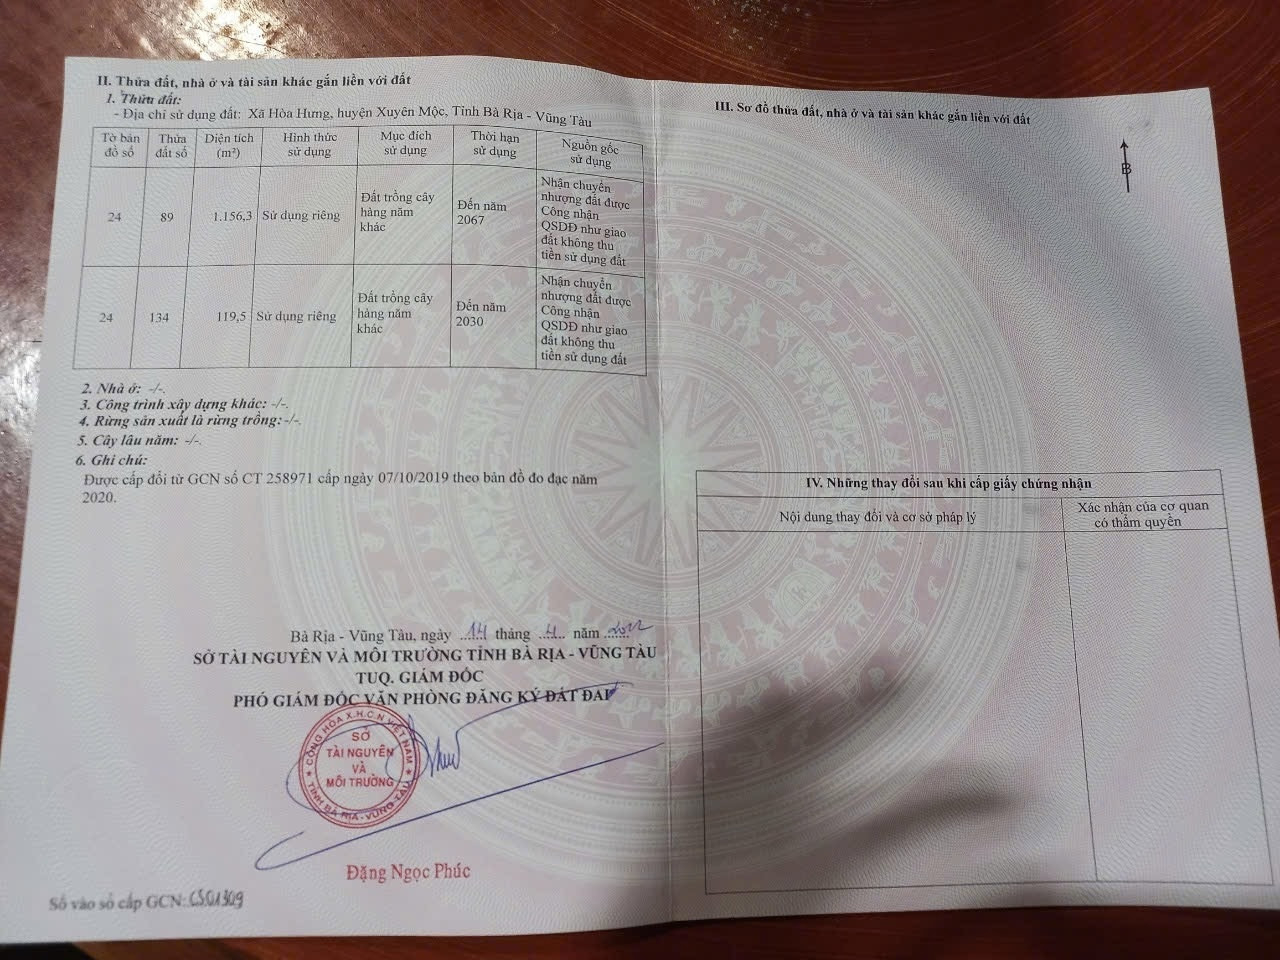 II. Thửa đất, nhà ở và tài sản khác gắn liền với đất
1. Thửa đất:
- Địa chỉ sử dụng đất: Xã Hòa Hưng, huyện Xuyên Mộc, Tỉnh Bà Rịa - Vũng Tàu
Tờ bản đồ số
Thửa đất số
Diện tích (m²)
Hình thức sử dụng
Mục đích sử dụng
Thời hạn sử dụng
Nguồn gốc sử dụng
24
89
1.156,3
Sử dụng riêng
Đất trồng cây
hàng năm
khác
Đến năm
2067
Nhận chuyển
nhượng đất được
Công nhận
QSDĐ như giao
đất không thu
tiền sử dụng đất
24
134
119,5
Sử dụng riêng
Đất trồng cây
hàng năm
khác
Đến năm
2030
Nhận chuyển
nhượng đất được
Công nhận
QSDĐ như giao
đất không thu
tiền sử dụng đất
2. Nhà ở: -/-.
3. Công trình xây dựng khác: -/-.
4. Rừng sản xuất là rừng trồng: -/-.
5. Cây lâu năm: -/-.
6. Ghi chú:
Được cấp đổi từ GCN số CT 258971 cấp ngày 07/10/2019 theo bản đồ đo đạc năm
2020.
Bà Rịa - Vũng Tàu, ngày 14 tháng 4 năm 2022
SỞ TÀI NGUYÊN VÀ MÔI TRƯỜNG TỈNH BÀ RỊA - VŨNG TÀU
TUQ. GIÁM ĐỐC
PHÓ GIÁM ĐỐC VĂN PHÒNG ĐĂNG KÝ ĐẤT ĐAI
CỘNG HÒA X.H.C.N VIỆT NAM
SỞ
TÀI NGUYÊN
VÀ
MÔI TRƯỜNG
TỈNH BÀ RỊA - VŨNG TÀU
Đặng Ngọc Phúc
Số vào sổ cấp GCN: CS01309
III. Sơ đồ thửa đất, nhà ở và tài sản khác gắn liền với đất
B
IV. Những thay đổi sau khi cấp giấy chứng nhận
Nội dung thay đổi và cơ sở pháp lý
Xác nhận của cơ quan
có thẩm quyền